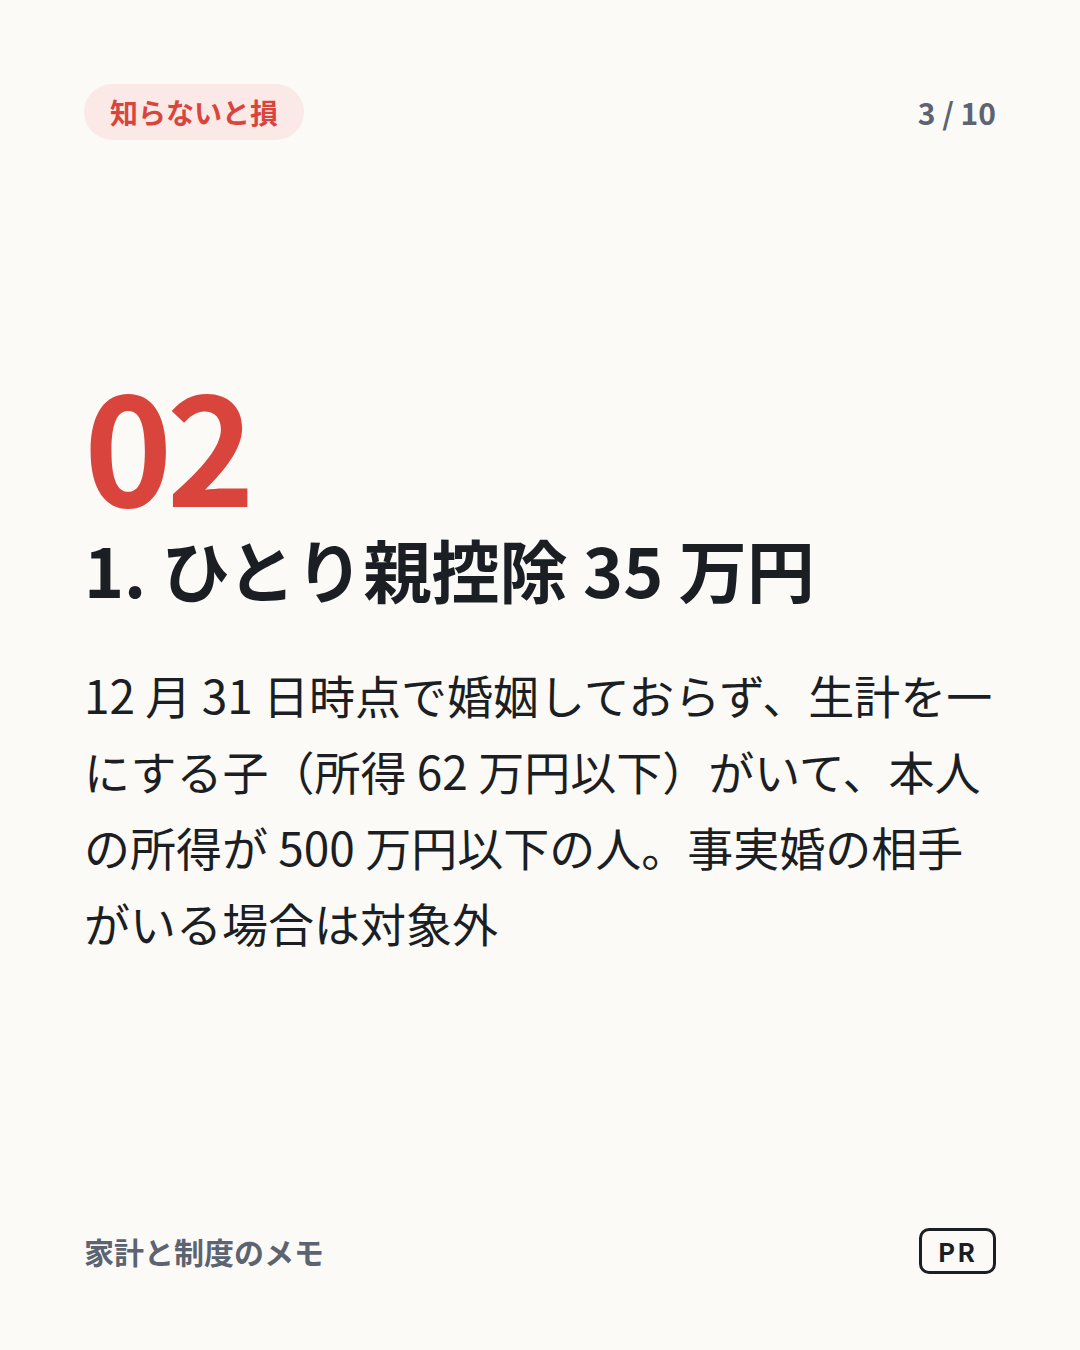 知らないと損
3 / 10
02
1. ひとり親控除 35 万円
12 月 31 日時点で婚姻しておらず、生計を一
にする子（所得 62 万円以下）がいて、本人
の所得が 500 万円以下の人。事実婚の相手
がいる場合は対象外
家計と制度のメモ
PR